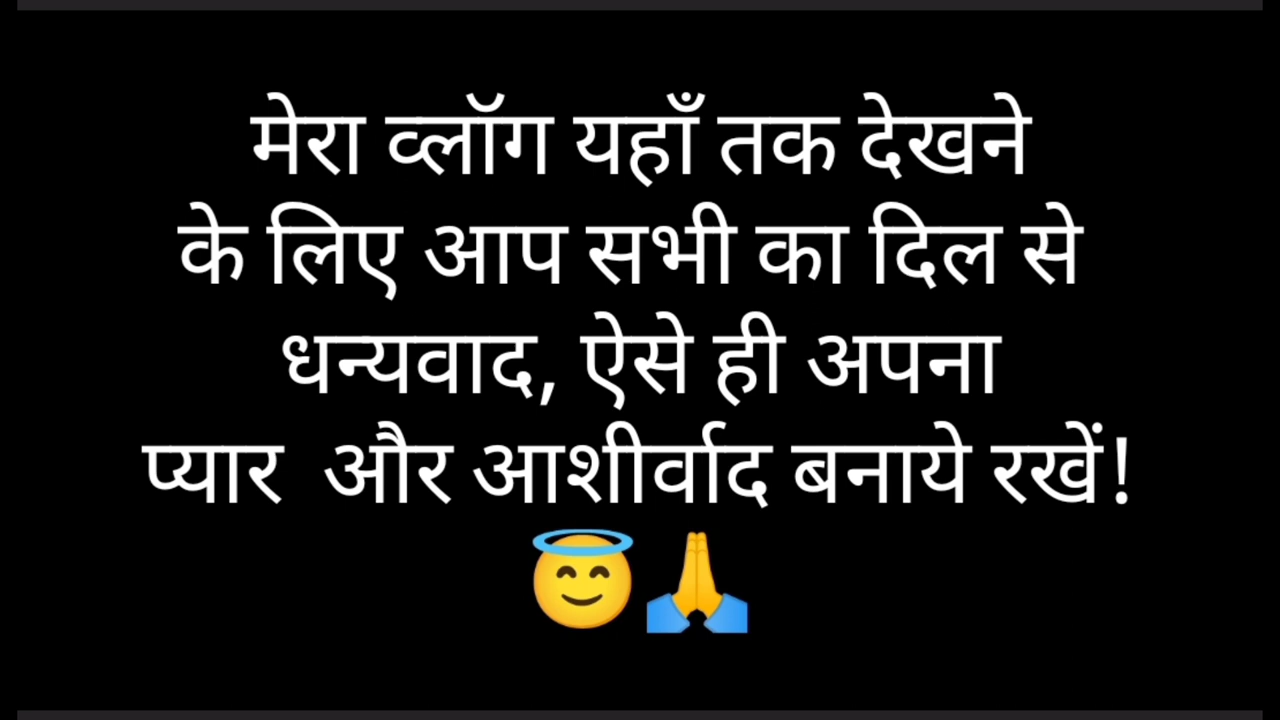 मेरा व्लॉग यहाँ तक देखने
के लिए आप सभी का दिल से
धन्यवाद, ऐसे ही अपना
प्यार  और आशीर्वाद बनाये रखें!
😇🙏